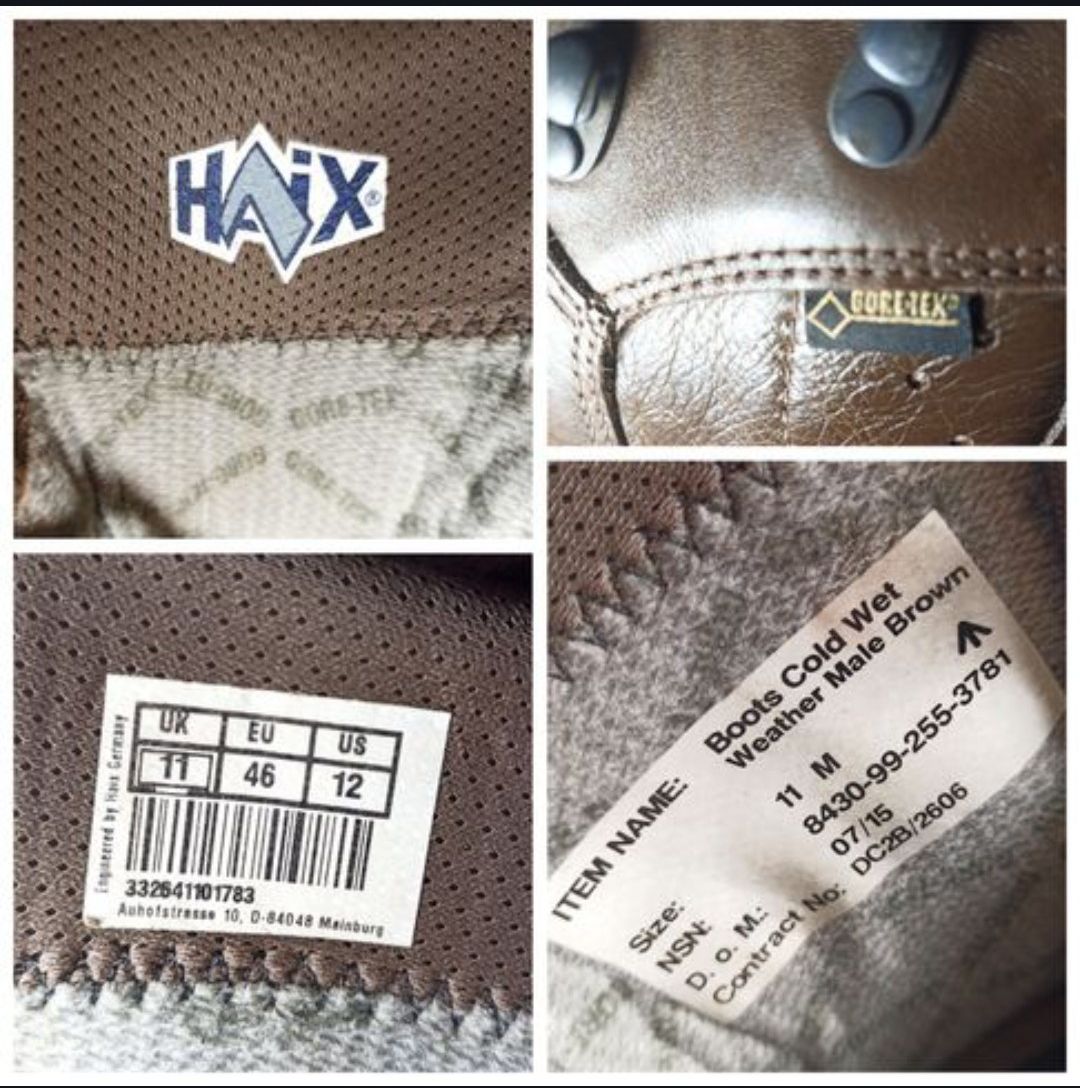 HAIX®
GORE-TEX
GORE-TEX
GORE-TEX®
UK EU US
11 46 12
Engineered by Haix Germany
332641101783
Auhofstrasse 10, D-84048 Mainburg
ITEM NAME: Boots Cold Wet
Weather Male Brown
Size: 11 M
NSN: 8430-99-255-3781
D. o. M.: 07/15
Contract No: DC2B/2606